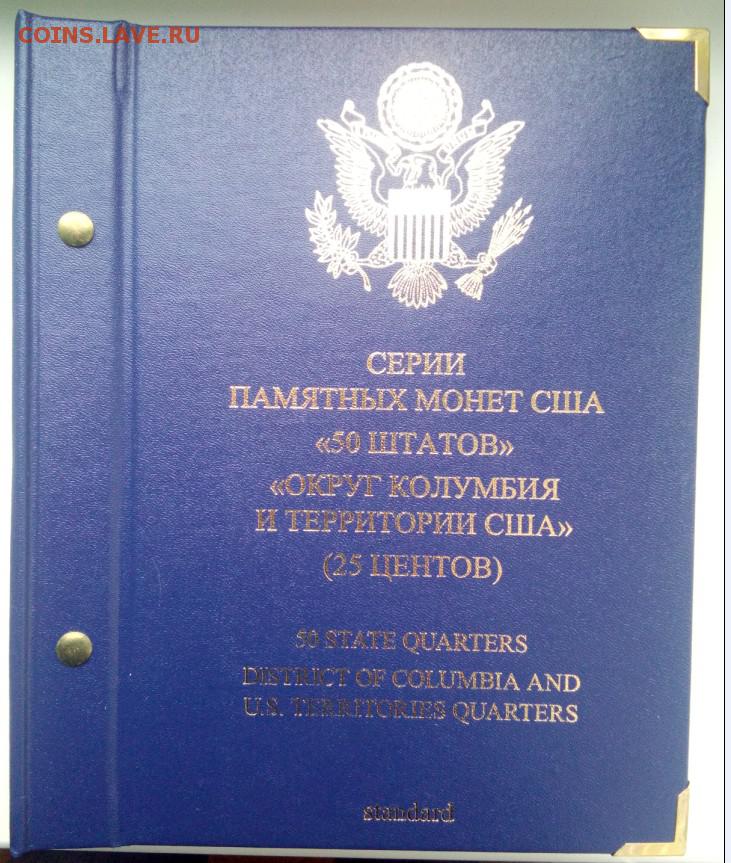 COINS.LAVE.RU
СЕРИИ
ПАМЯТНЫХ МОНЕТ США
«50 ШТАТОВ»
«ОКРУГ КОЛУМБИЯ
И ТЕРРИТОРИИ США»
(25 ЦЕНТОВ)
50 STATE QUARTERS
DISTRICT OF COLUMBIA AND
U.S. TERRITORIES QUARTERS
standard